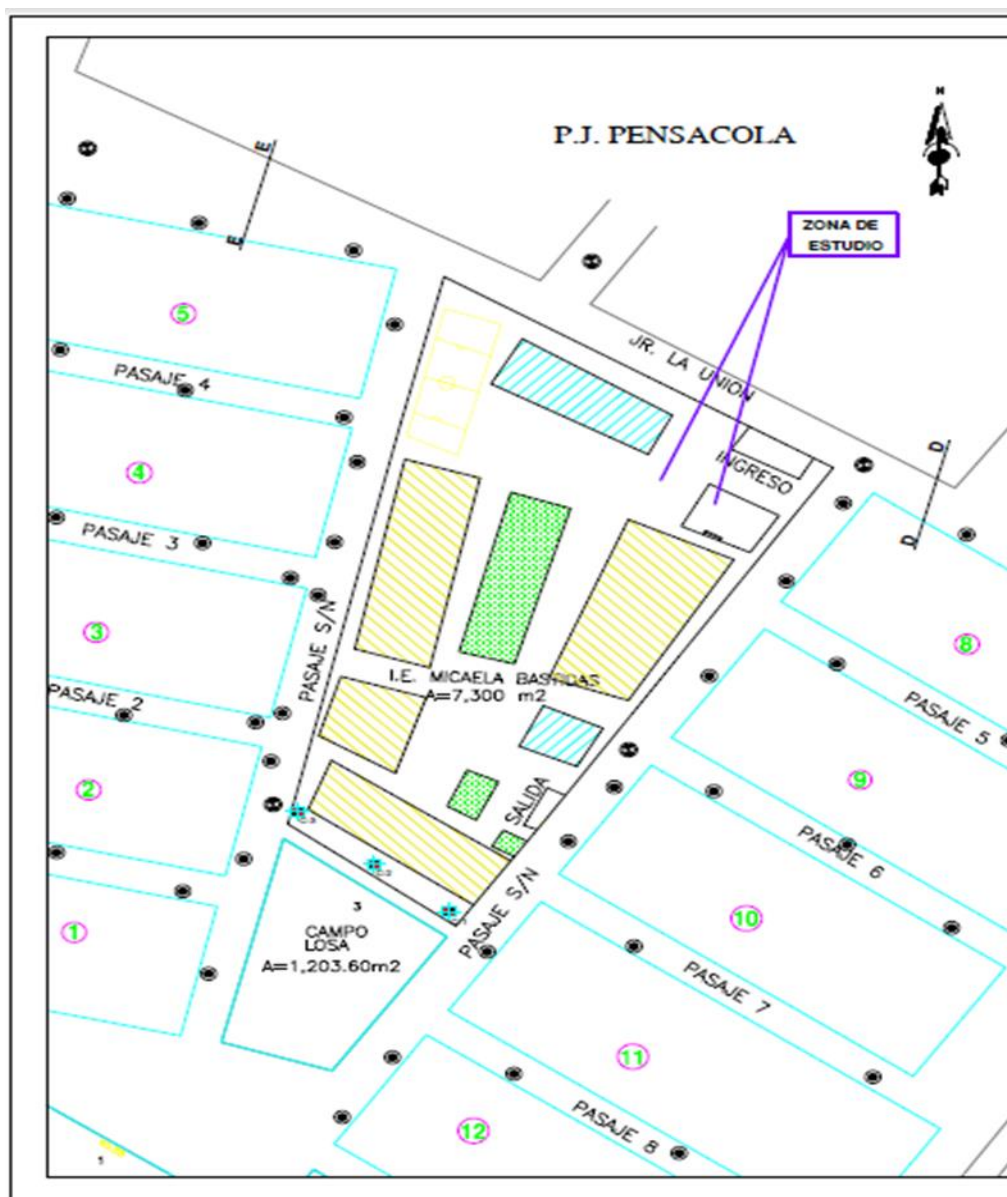 P.J. PENSACOLA
N
ZONA DE
ESTUDIO
E
E
5
JR. LA UNION
PASAJE 4
INGRESO
D
D
4
PASAJE 3
8
3
PASAJE S/N
I.E. MICAELA BASTIDAS
A=7,300 m2
PASAJE 2
PASAJE 5
2
9
SALIDA
PASAJE 6
1
3
CAMPO
LOSA
A=1,203.60m2
PASAJE S/N
10
PASAJE 7
11
PASAJE 8
12
1